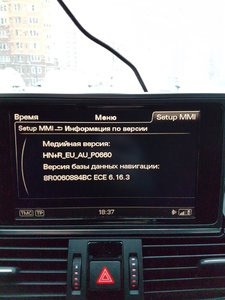 Время Меню Setup MMI
Setup MMI Информация по версии
Медийная версия:
HN+R_EU_AU_P0660
Версия базы данных навигации:
8R0060884BC ECE 6.16.3
TMC TP 18:37